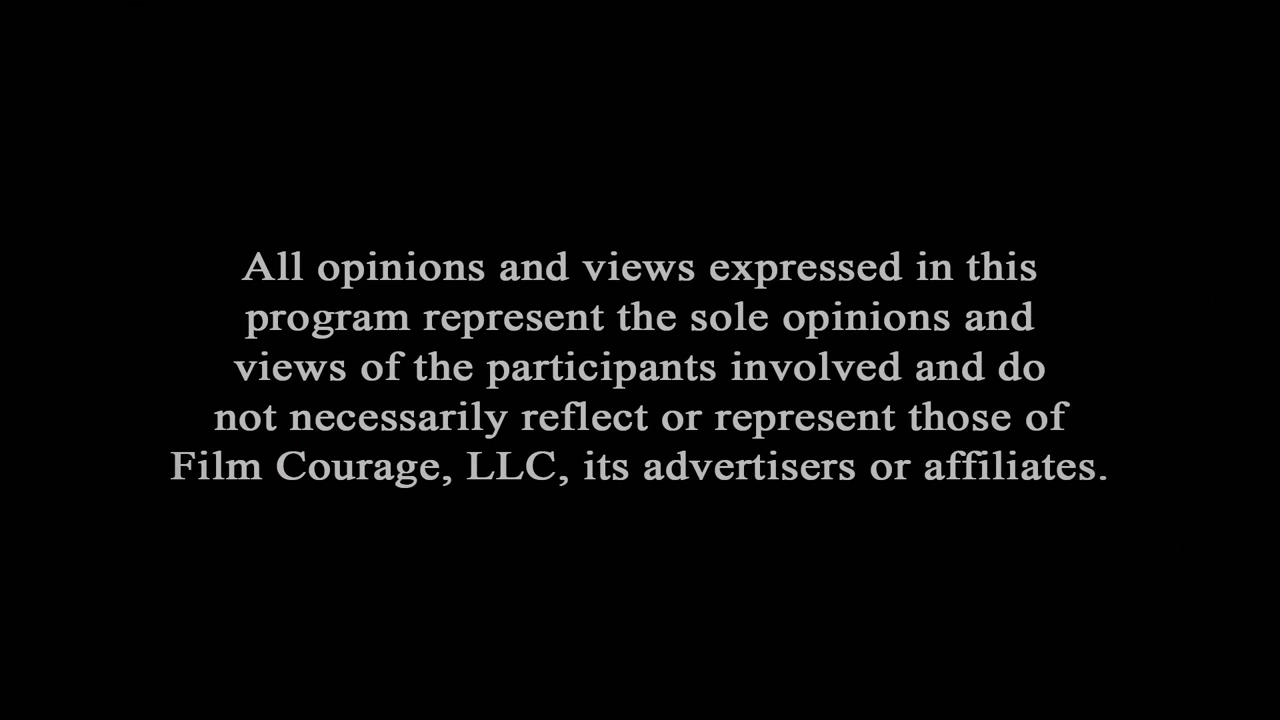 All opinions and views expressed in this
program represent the sole opinions and
views of the participants involved and do
not necessarily reflect or represent those of
Film Courage, LLC, its advertisers or affiliates.